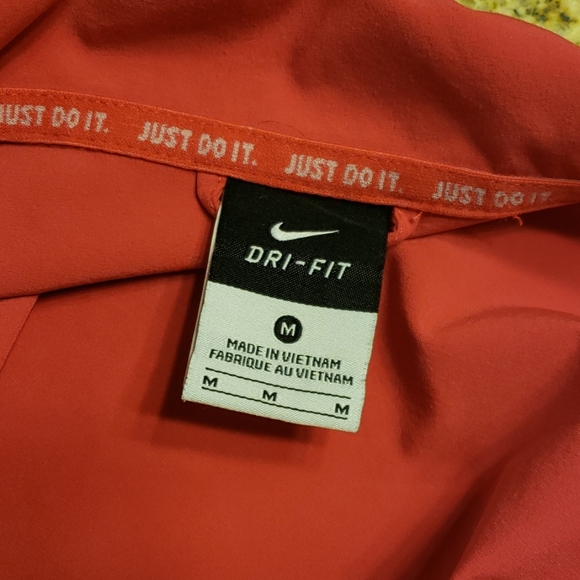 JUST DO IT. JUST DO IT. JUST DO IT. JUST DO IT.
DRI-FIT
M
MADE IN VIETNAM
FABRIQUE AU VIETNAM
M M M